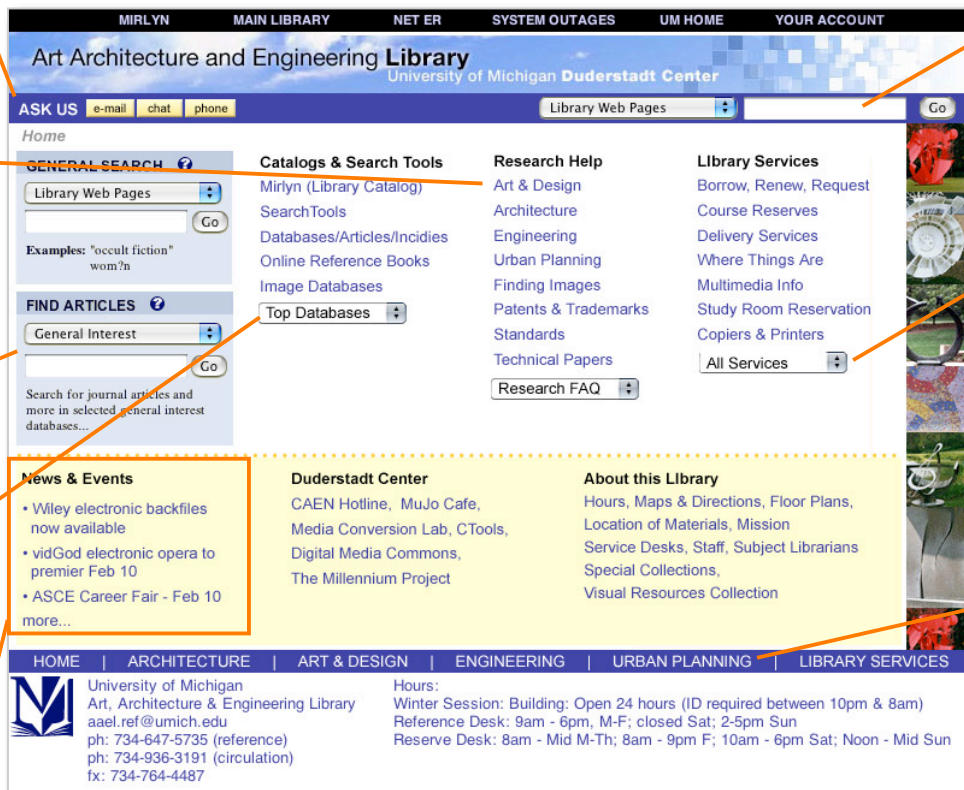 MIRLYN MAIN LIBRARY NET ER SYSTEM OUTAGES UM HOME YOUR ACCOUNT
Art Architecture and Engineering Library
University of Michigan Duderstadt Center
ASK US e-mail chat phone Library Web Pages Go
Home
GENERAL SEARCH ?
Library Web Pages
Go
Examples: "occult fiction"
wom?n
FIND ARTICLES ?
General Interest
Go
Search for journal articles and
more in selected general interest
databases...
Catalogs & Search Tools
Mirlyn (Library Catalog)
SearchTools
Databases/Articles/Incidies
Online Reference Books
Image Databases
Top Databases
Research Help
Art & Design
Architecture
Engineering
Urban Planning
Finding Images
Patents & Trademarks
Standards
Technical Papers
Research FAQ
LIbrary Services
Borrow, Renew, Request
Course Reserves
Delivery Services
Where Things Are
Multimedia Info
Study Room Reservation
Copiers & Printers
All Services
News & Events
• Wiley electronic backfiles
now available
• vidGod electronic opera to
premier Feb 10
• ASCE Career Fair - Feb 10
more...
Duderstadt Center
CAEN Hotline, MuJo Cafe,
Media Conversion Lab, CTools,
Digital Media Commons,
The Millennium Project
About this LIbrary
Hours, Maps & Directions, Floor Plans,
Location of Materials, Mission
Service Desks, Staff, Subject Librarians
Special Collections,
Visual Resources Collection
HOME | ARCHITECTURE | ART & DESIGN | ENGINEERING | URBAN PLANNING | LIBRARY SERVICES
University of Michigan
Art, Architecture & Engineering Library
aael.ref@umich.edu
ph: 734-647-5735 (reference)
ph: 734-936-3191 (circulation)
fx: 734-764-4487
Hours:
Winter Session: Building: Open 24 hours (ID required between 10pm & 8am)
Reference Desk: 9am - 6pm, M-F; closed Sat; 2-5pm Sun
Reserve Desk: 8am - Mid M-Th; 8am - 9pm F; 10am - 6pm Sat; Noon - Mid Sun